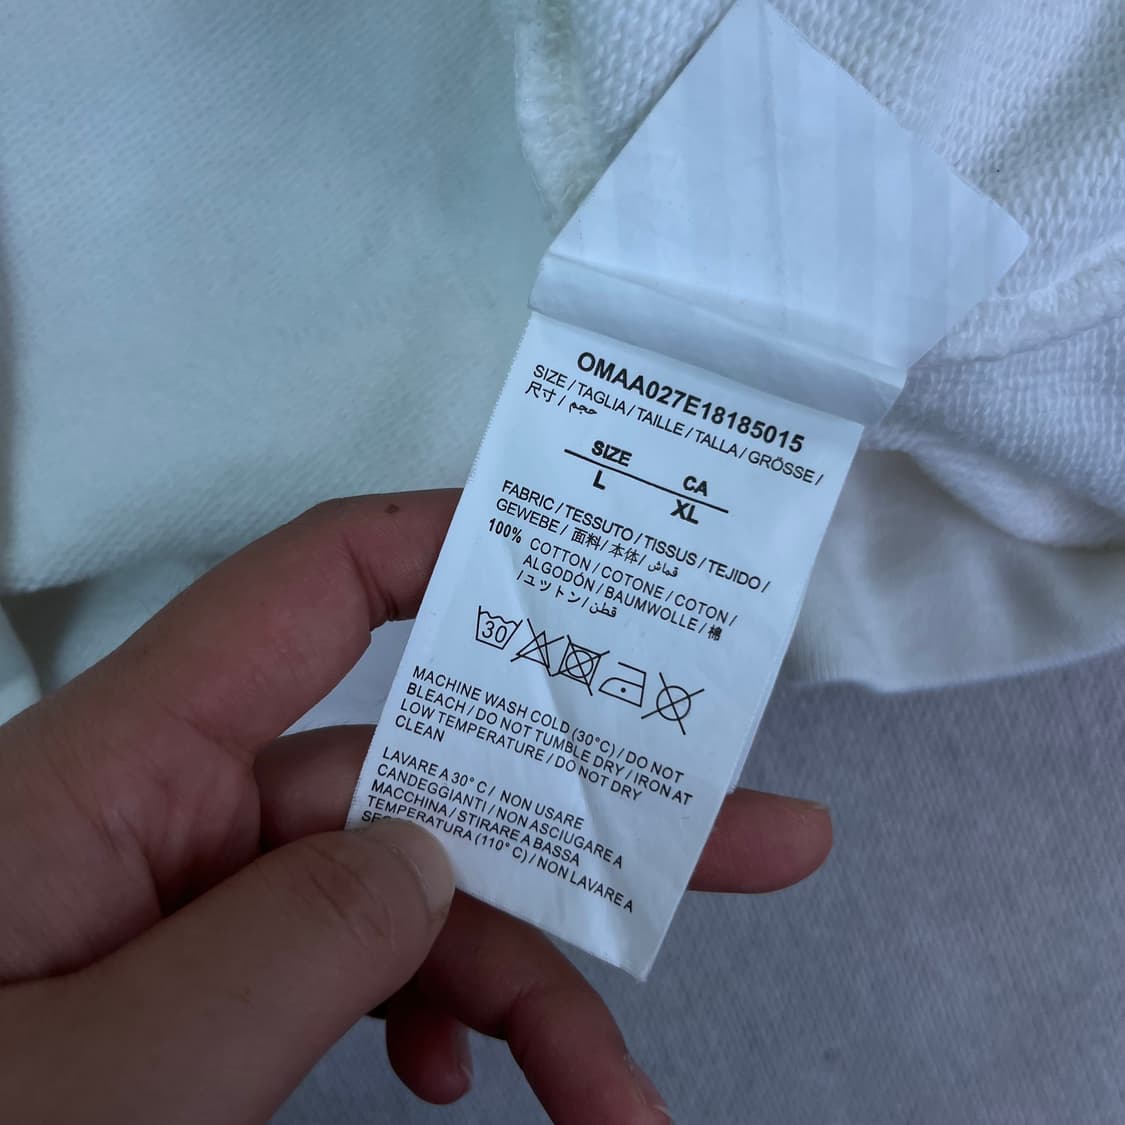 OMAA027E18185015
SIZE / TAGLIA / TAILLE / TALLA / GRÖSSE /
尺寸 / حجم
SIZE CA
L XL
FABRIC / TESSUTO / TISSUS / TEJIDO /
GEWEBE / 面料 / 本体 / قماش
100% COTTON / COTONE / COTON /
ALGODÓN / BAUMWOLLE / 棉
/ ユットン / قطن
30
MACHINE WASH COLD (30°C) / DO NOT
BLEACH / DO NOT TUMBLE DRY / IRON AT
LOW TEMPERATURE / DO NOT DRY
CLEAN
LAVARE A 30° C / NON USARE
CANDEGGIANTI / NON ASCIUGARE A
MACCHINA / STIRARE A BASSA
TEMPERATURA (110° C) / NON LAVARE A